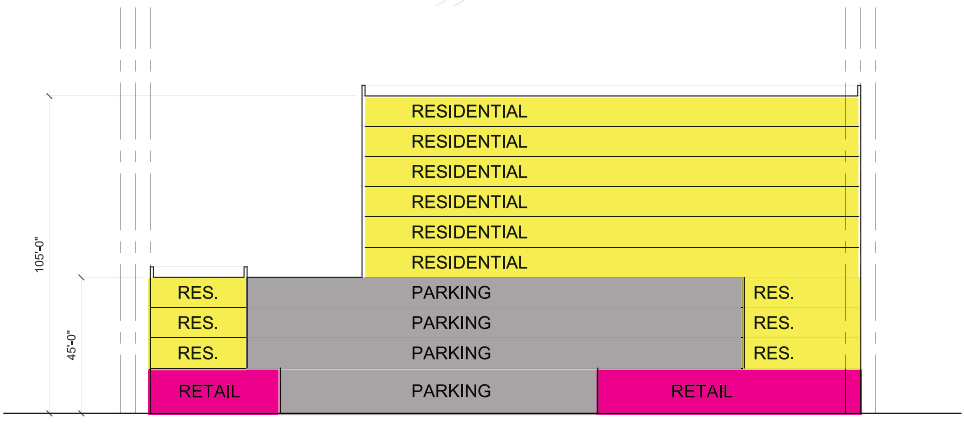 RESIDENTIAL
RESIDENTIAL
RESIDENTIAL
RESIDENTIAL
RESIDENTIAL
RESIDENTIAL
105'-0"
45'-0"
RES. PARKING RES.
RES. PARKING RES.
RES. PARKING RES.
RETAIL PARKING RETAIL